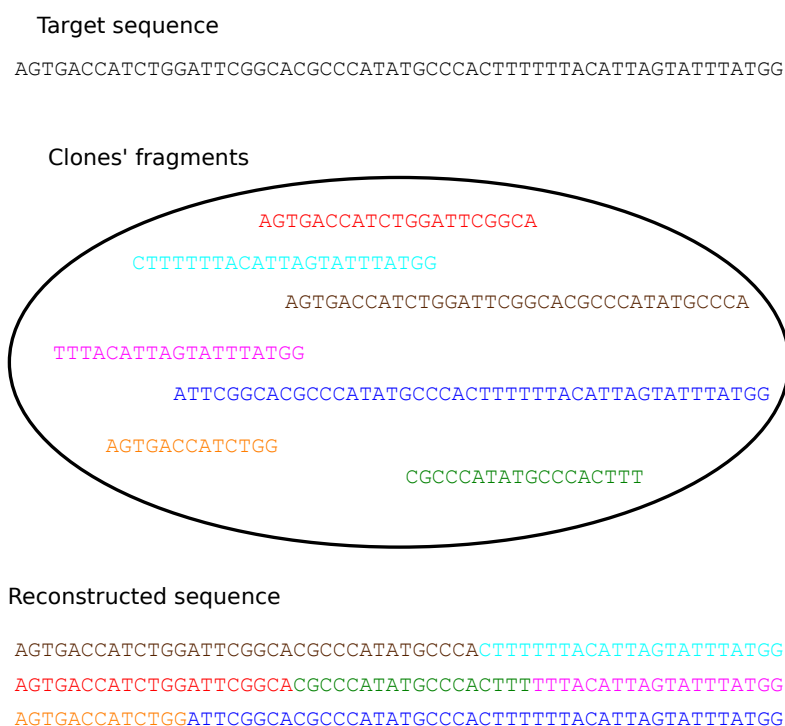 Target sequence
AGTGACCATCTGGATTCGGCACGCCCATATGCCCACTTTTTTACATTAGTATTTATGG
Clones' fragments
AGTGACCATCTGGATTCGGCA
CTTTTTTACATTAGTATTTATGG
AGTGACCATCTGGATTCGGCACGCCCATATGCCCA
TTTACATTAGTATTTATGG
ATTCGGCACGCCCATATGCCCACTTTTTTACATTAGTATTTATGG
AGTGACCATCTGG
CGCCCATATGCCCACTTT
Reconstructed sequence
AGTGACCATCTGGATTCGGCACGCCCATATGCCCACTTTTTTACATTAGTATTTATGG
AGTGACCATCTGGATTCGGCACGCCCATATGCCCACTTTTTTACATTAGTATTTATGG
AGTGACCATCTGGATTCGGCACGCCCATATGCCCACTTTTTTACATTAGTATTTATGG